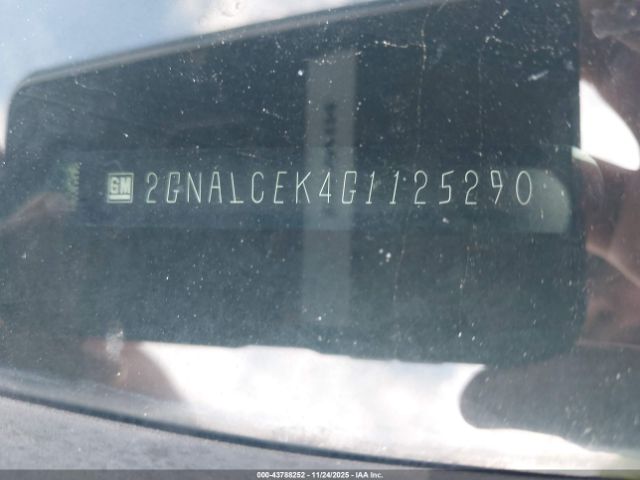 GM 2GNALCEK4G1125290
000-43788252 - 11/24/2025 - IAA Inc.